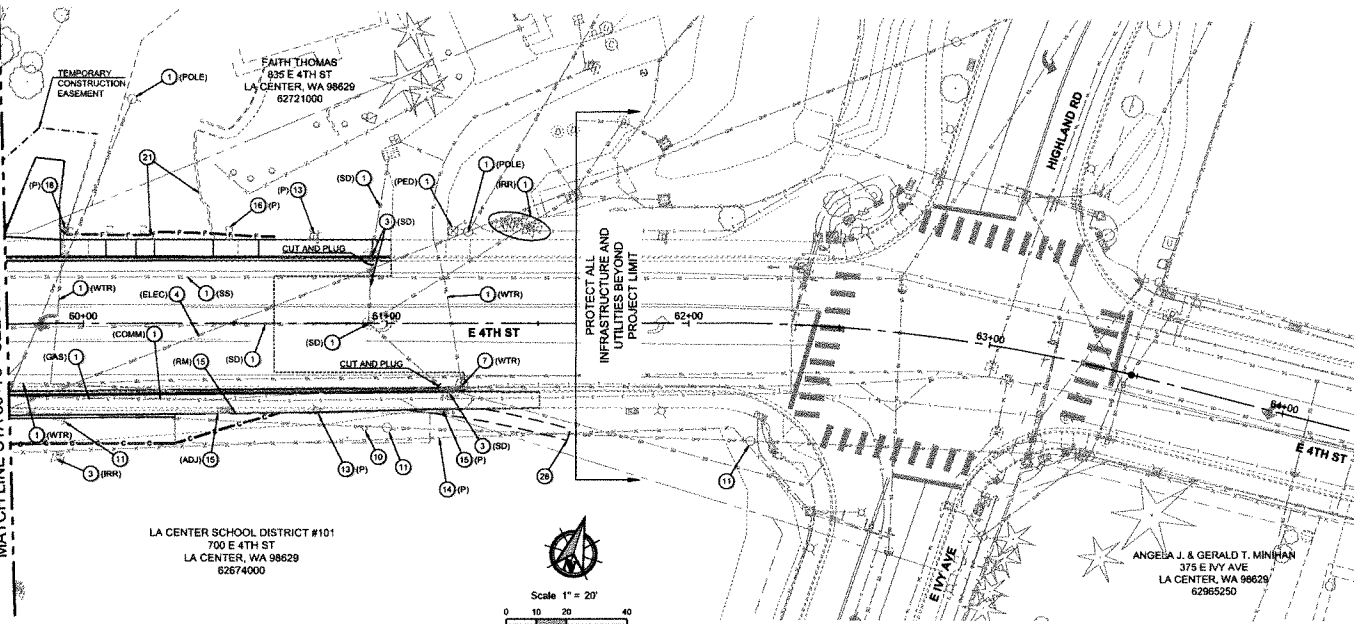 TEMPORARY
CONSTRUCTION
EASEMENT
1 (POLE)
FAITH THOMAS
835 E 4TH ST
LA CENTER, WA 98629
62721000
21
(P) 18
16 (P)
(P) 13
(SD) 1
(PED) 1
1 (POLE)
(IRR) 1
3 (SD)
CUT AND PLUG
HIGHLAND RD
PROTECT ALL
INFRASTRUCTURE AND
UTILITIES BEYOND
PROJECT LIMIT
1 (WTR)
(ELEC) 4
1 (SS)
1 (WTR)
60+00
61+00
62+00
E 4TH ST
63+00
(COMM) 1
(GAS) 1
(RM) 15
(SD) 1
(SD) 1
CUT AND PLUG
7 (WTR)
64+00
E 4TH ST
1 (WTR)
11
3 (IRR)
(ADJ) 15
13 (P)
10
11
14 (P)
15 (P)
3 (SD)
28
11
LA CENTER SCHOOL DISTRICT #101
700 E 4TH ST
LA CENTER, WA 98629
62674000
E IVY AVE
ANGELA J. & GERALD T. MINIHAN
375 E IVY AVE
LA CENTER, WA 98629
62965250
Scale 1" = 20'
0 10 20 40